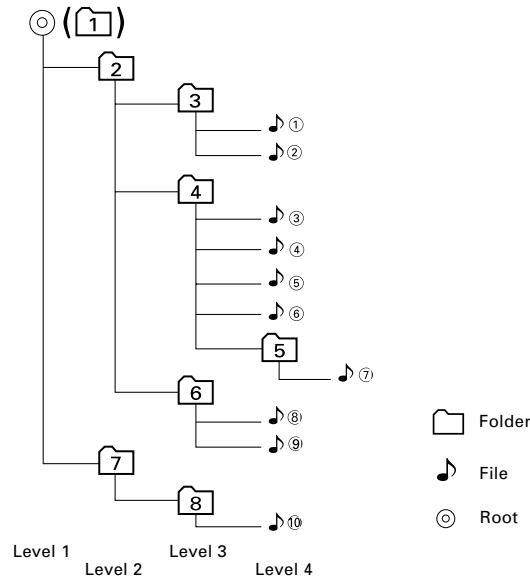 (1)
2
3
①
②
4
③
④
⑤
⑥
5
⑦
6
⑧
⑨
7
8
⑩
Folder
File
Root
Level 1
Level 2
Level 3
Level 4